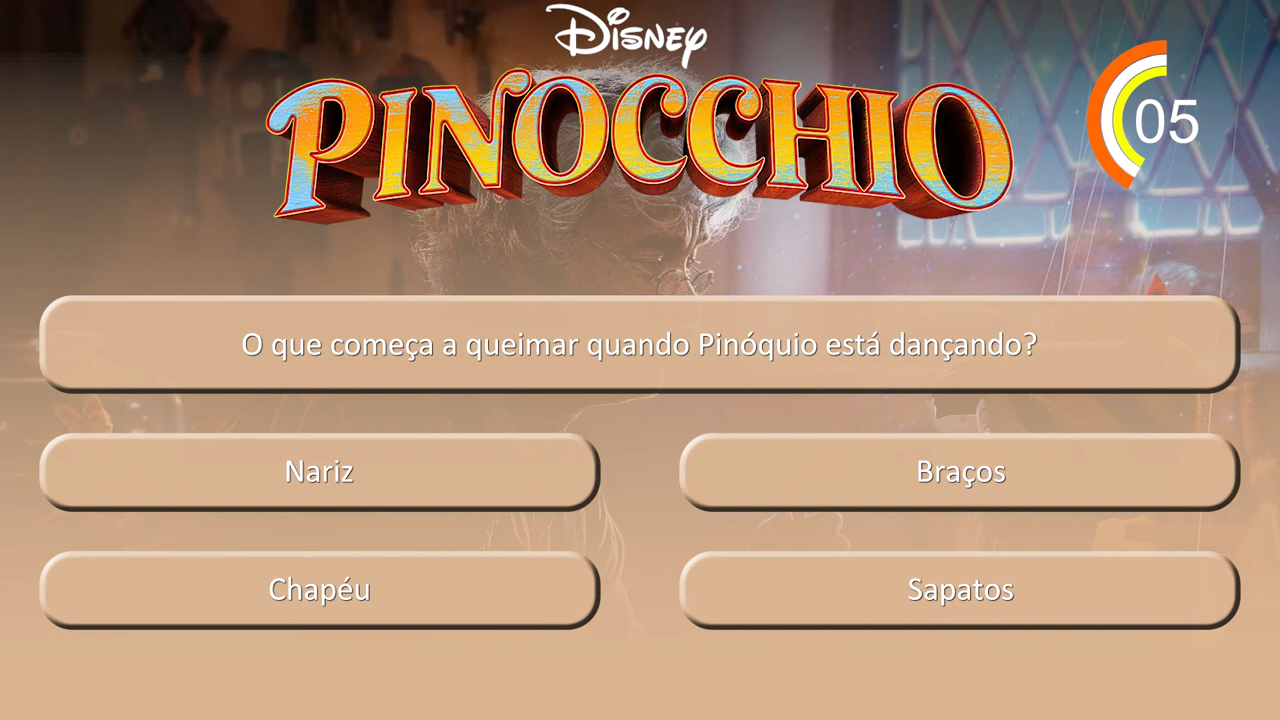 Disney
PINOCCHIO
05
O que começa a queimar quando Pinóquio está dançando?
Nariz
Braços
Chapéu
Sapatos